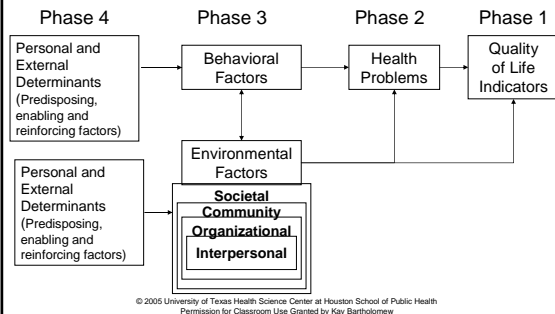 Phase 4
Phase 3
Phase 2
Phase 1
Personal and
External
Determinants
(Predisposing,
enabling and
reinforcing factors)
Behavioral
Factors
Health
Problems
Quality
of Life
Indicators
Personal and
External
Determinants
(Predisposing,
enabling and
reinforcing factors)
Environmental
Factors
Societal
Community
Organizational
Interpersonal
© 2005 University of Texas Health Science Center at Houston School of Public Health
Permission for Classroom Use Granted by Kay Bartholomew